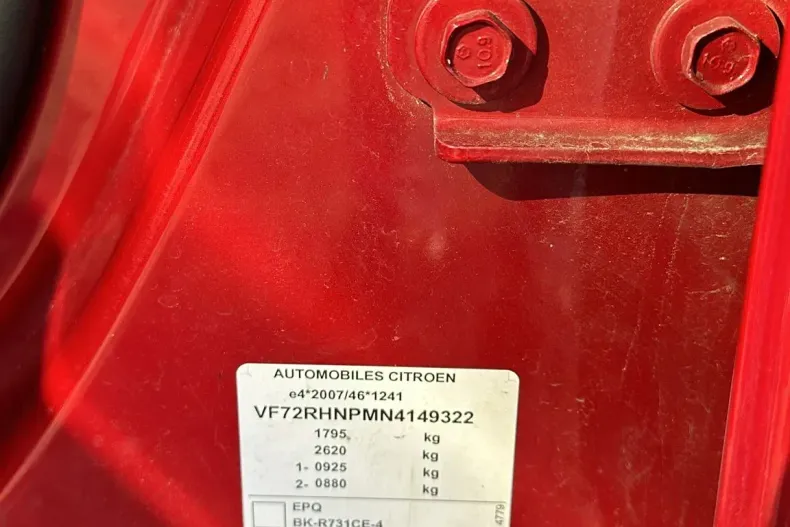 10.9
10.9
AUTOMOBILES CITROEN
e4*2007/46*1241
VF72RHNPMN4149322
1795 kg
2620 kg
1- 0925 kg
2- 0880 kg
EPQ
BK-R731CE-4
4779